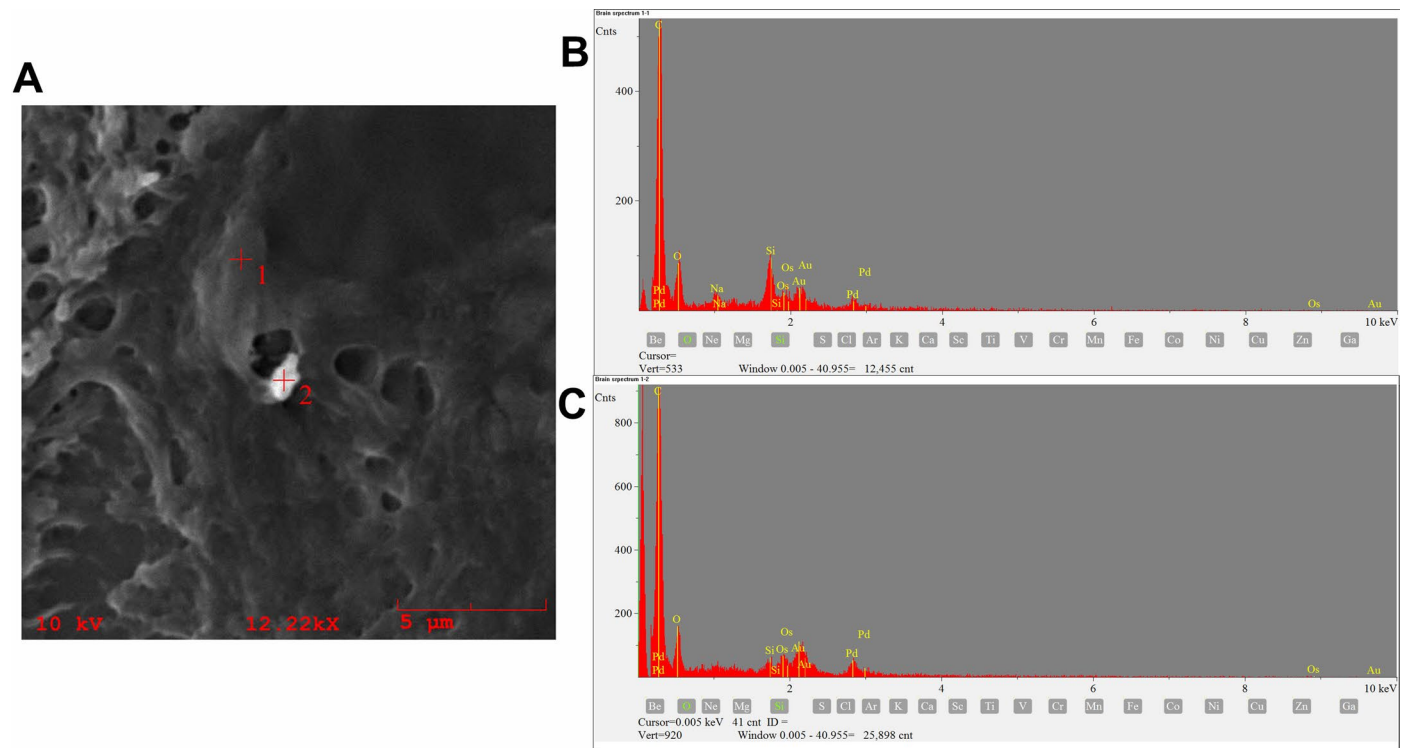 A
1
2
10 kV 12.22kX 5 µm
B
Brain srpectrum 1-1
Cnts
C
400
200
O
Si
Os
Au
Pd
Na
Os
Au
Pd
Pd
Pd
Na
Si
Os
Au
2 4 6 8 10 keV
Be O Ne Mg Si S Cl Ar K Ca Sc Ti V Cr Mn Fe Co Ni Cu Zn Ga
Cursor=
Vert=533 Window 0.005 - 40.955= 12,455 cnt
C
Brain srpectrum 1-2
Cnts
C
800
600
400
200
O
Os
Pd
Si
Os
Au
Pd
Pd
Pd
Si
Au
Os
Au
2 4 6 8 10 keV
Be O Ne Mg Si S Cl Ar K Ca Sc Ti V Cr Mn Fe Co Ni Cu Zn Ga
Cursor=0.005 keV 41 cnt ID =
Vert=920 Window 0.005 - 40.955= 25,898 cnt